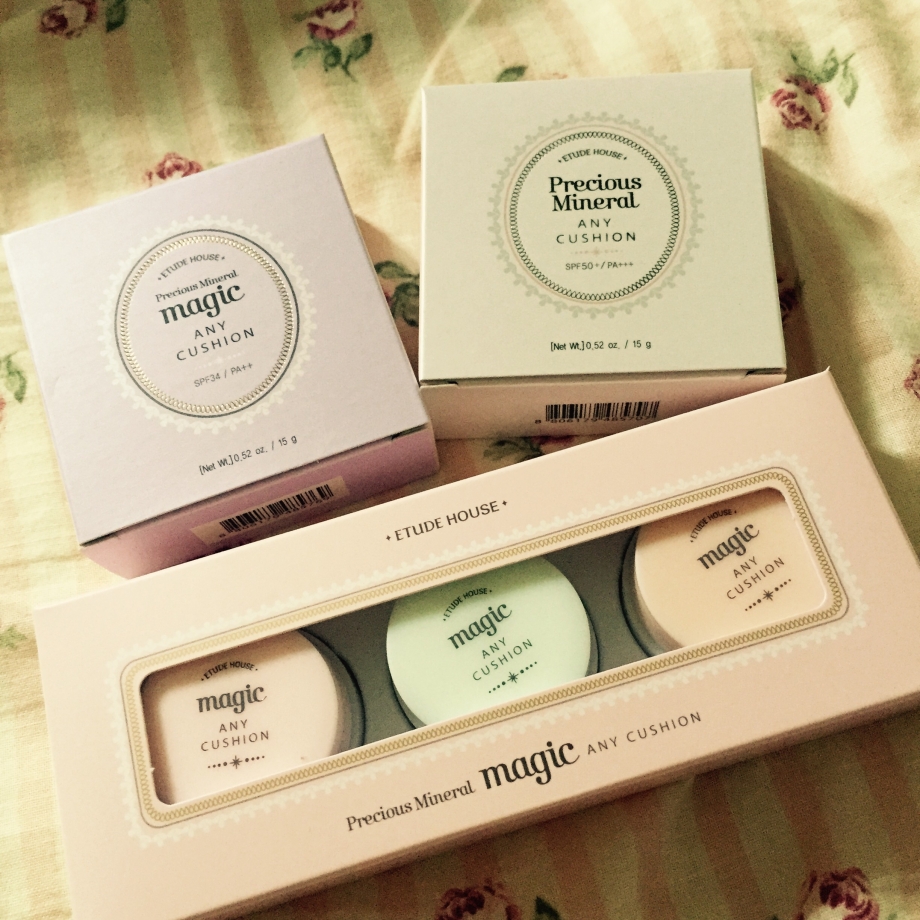 ETUDE HOUSE
Precious Mineral
magic
ANY
CUSHION
SPF34 / PA++
[Net Wt.] 0.52 oz. / 15 g
ETUDE HOUSE
Precious
Mineral
ANY
CUSHION
SPF50+/ PA+++
[Net Wt.] 0.52 oz. / 15 g
ETUDE HOUSE
ETUDE HOUSE
magic
ANY
CUSHION
ETUDE HOUSE
magic
ANY
CUSHION
ETUDE HOUSE
magic
ANY
CUSHION
Precious Mineral magic ANY CUSHION